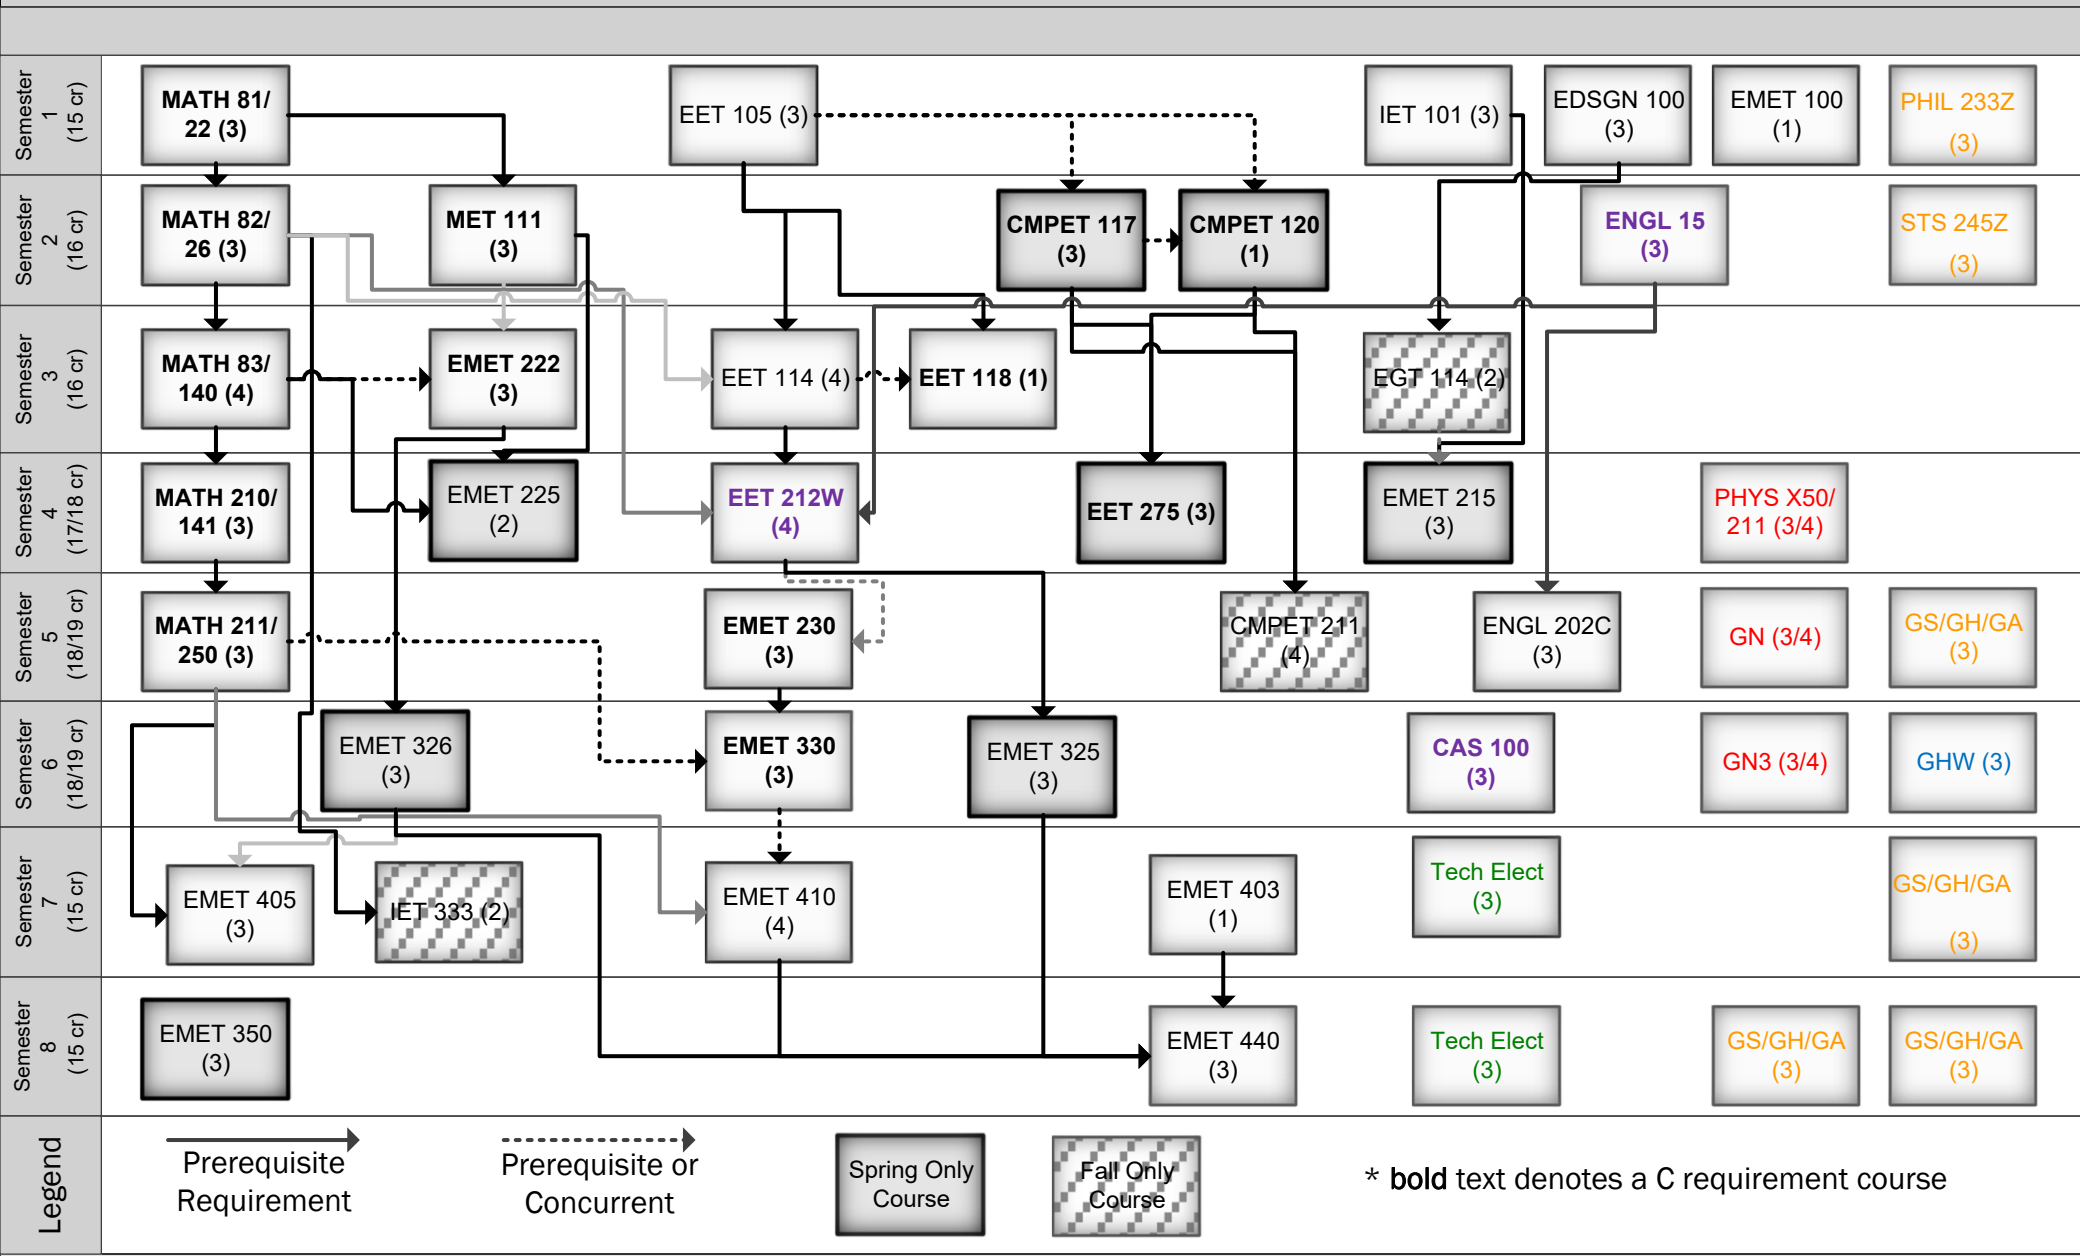 Semester
1
(15 cr)
MATH 81/
22 (3)
EET 105 (3)
IET 101 (3)
EDSGN 100
(3)
EMET 100
(1)
PHIL 233Z
(3)
Semester
2
(16 cr)
MATH 82/
26 (3)
MET 111
(3)
CMPET 117
(3)
CMPET 120
(1)
ENGL 15
(3)
STS 245Z
(3)
Semester
3
(16 cr)
MATH 83/
140 (4)
EMET 222
(3)
EET 114 (4)
EET 118 (1)
EGT 114 (2)
Semester
4
(17/18 cr)
MATH 210/
141 (3)
EMET 225
(2)
EET 212W
(4)
EET 275 (3)
EMET 215
(3)
PHYS X50/
211 (3/4)
Semester
5
(18/19 cr)
MATH 211/
250 (3)
EMET 230
(3)
CMPET 211
(4)
ENGL 202C
(3)
GN (3/4)
GS/GH/GA
(3)
Semester
6
(18/19 cr)
EMET 326
(3)
EMET 330
(3)
EMET 325
(3)
CAS 100
(3)
GN3 (3/4)
GHW (3)
Semester
7
(15 cr)
EMET 405
(3)
IET 333 (2)
EMET 410
(4)
EMET 403
(1)
Tech Elect
(3)
GS/GH/GA
(3)
Semester
8
(15 cr)
EMET 350
(3)
EMET 440
(3)
Tech Elect
(3)
GS/GH/GA
(3)
GS/GH/GA
(3)
Legend
Prerequisite
Requirement
Prerequisite or
Concurrent
Spring Only
Course
Fall Only
Course
* bold text denotes a C requirement course